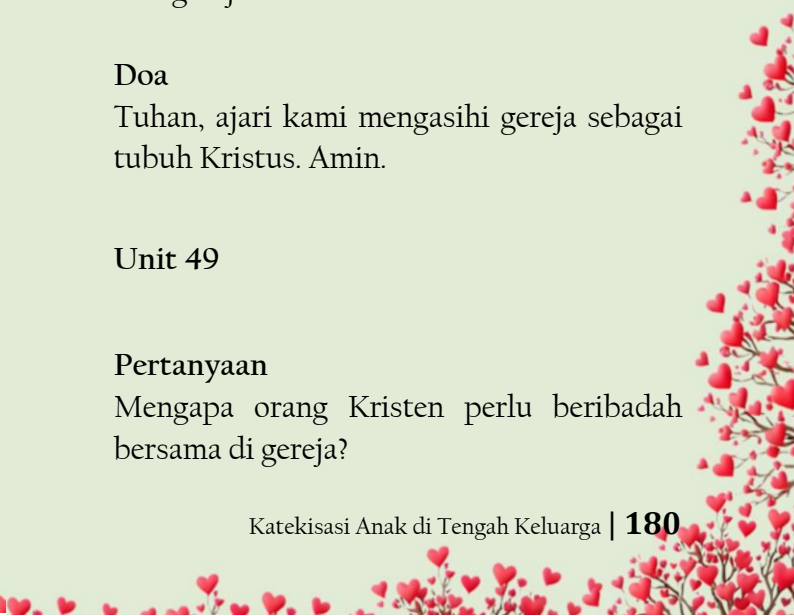 Doa
Tuhan, ajari kami mengasihi gereja sebagai
tubuh Kristus. Amin.
Unit 49
Pertanyaan
Mengapa orang Kristen perlu beribadah
bersama di gereja?
Katekisasi Anak di Tengah Keluarga | 180